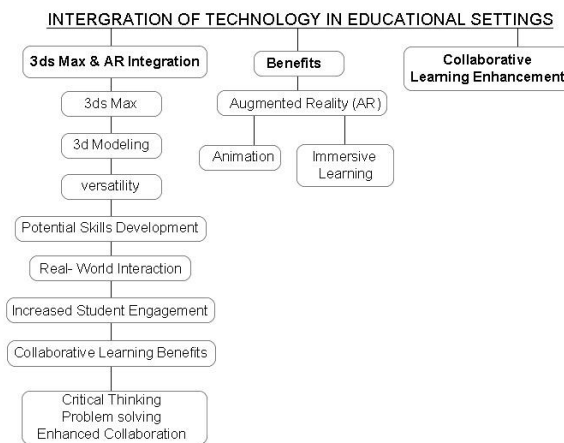 INTERGRATION OF TECHNOLOGY IN EDUCATIONAL SETTINGS
3ds Max & AR Integration
3ds Max
3d Modeling
versatility
Potential Skills Development
Real- World Interaction
Increased Student Engagement
Collaborative Learning Benefits
Critical Thinking
Problem solving
Enhanced Collaboration
Benefits
Augmented Reality (AR)
Animation
Immersive
Learning
Collaborative
Learning Enhancement